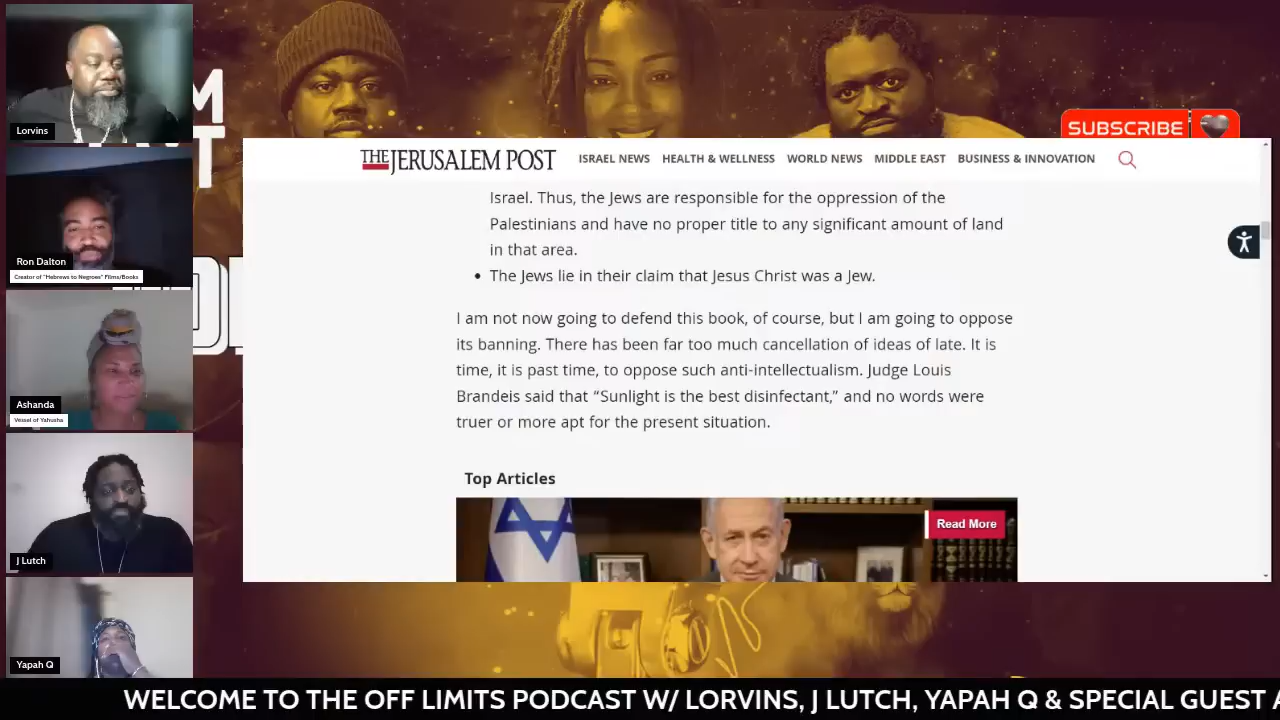 Lorvins
Ron Dalton
Creator of "Hebrews to Negroes" Films/Books
Ashanda
Vessel of Yahusha
J Lutch
Yapah Q
SUBSCRIBE
THE JERUSALEM POST
ISRAEL NEWS HEALTH & WELLNESS WORLD NEWS MIDDLE EAST BUSINESS & INNOVATION
Israel. Thus, the Jews are responsible for the oppression of the
Palestinians and have no proper title to any significant amount of land
in that area.
• The Jews lie in their claim that Jesus Christ was a Jew.
I am not now going to defend this book, of course, but I am going to oppose
its banning. There has been far too much cancellation of ideas of late. It is
time, it is past time, to oppose such anti-intellectualism. Judge Louis
Brandeis said that “Sunlight is the best disinfectant,” and no words were
truer or more apt for the present situation.
Top Articles
Read More
WELCOME TO THE OFF LIMITS PODCAST W/ LORVINS, J LUTCH, YAPAH Q & SPECIAL GUEST A